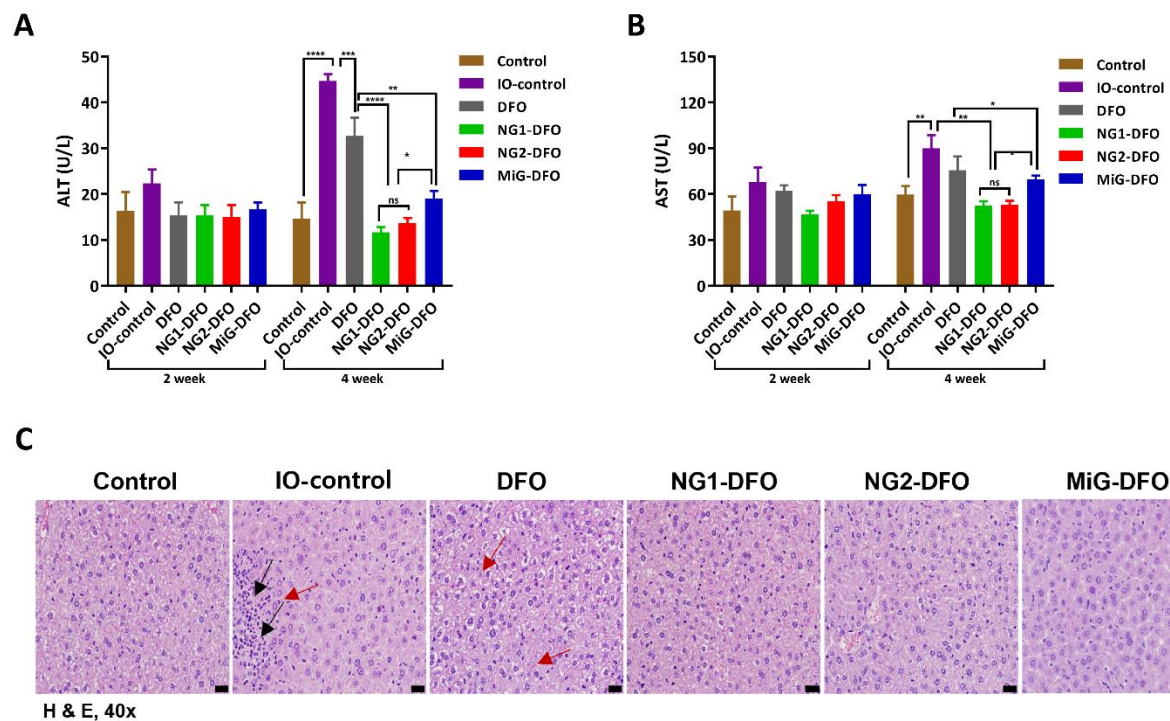 A
ALT (U/L)
50
40
30
20
10
0
**** ***
**
****
*
ns
Control
IO-control
DFO
NG1-DFO
NG2-DFO
MiG-DFO
Control
IO-control
DFO
NG1-DFO
NG2-DFO
MiG-DFO
Control
IO-control
DFO
NG1-DFO
NG2-DFO
MiG-DFO
2 week
4 week
B
AST (U/L)
150
120
90
60
30
0
*
** **
*
ns
Control
IO-control
DFO
NG1-DFO
NG2-DFO
MiG-DFO
Control
IO-control
DFO
NG1-DFO
NG2-DFO
MiG-DFO
Control
IO-control
DFO
NG1-DFO
NG2-DFO
MiG-DFO
2 week
4 week
C
Control IO-control DFO NG1-DFO NG2-DFO MiG-DFO
H & E, 40x